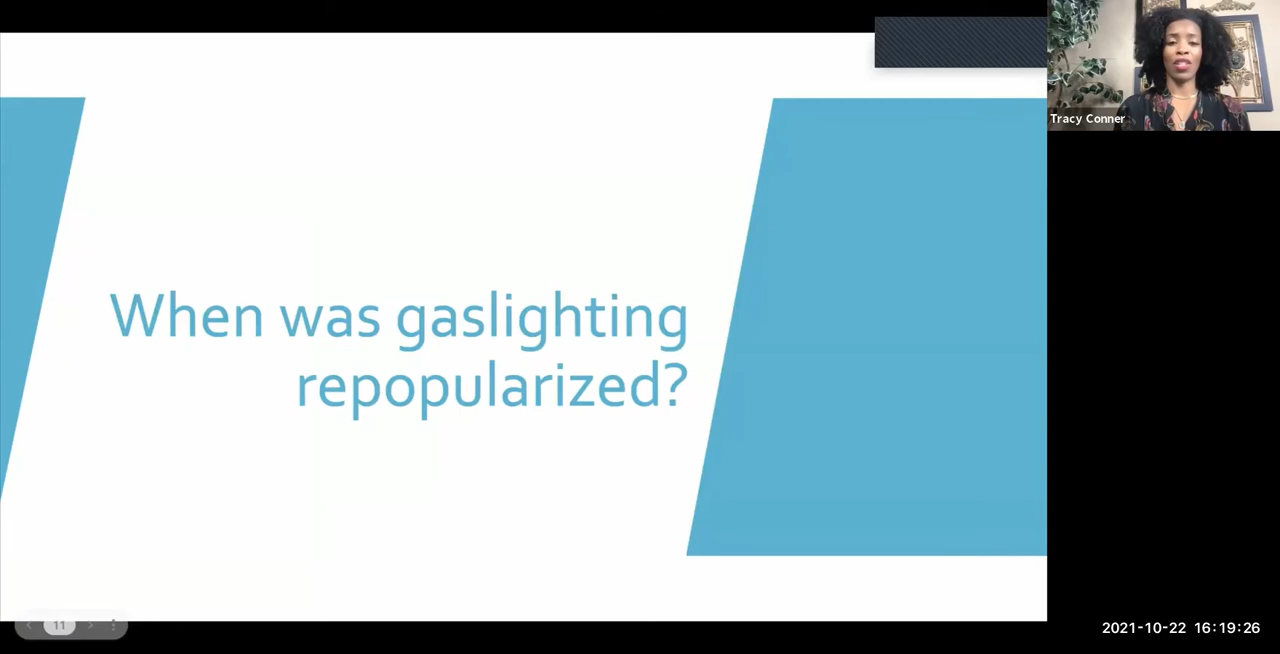 Tracy Conner
When was gaslighting
repopularized?
11
2021-10-22 16:19:26